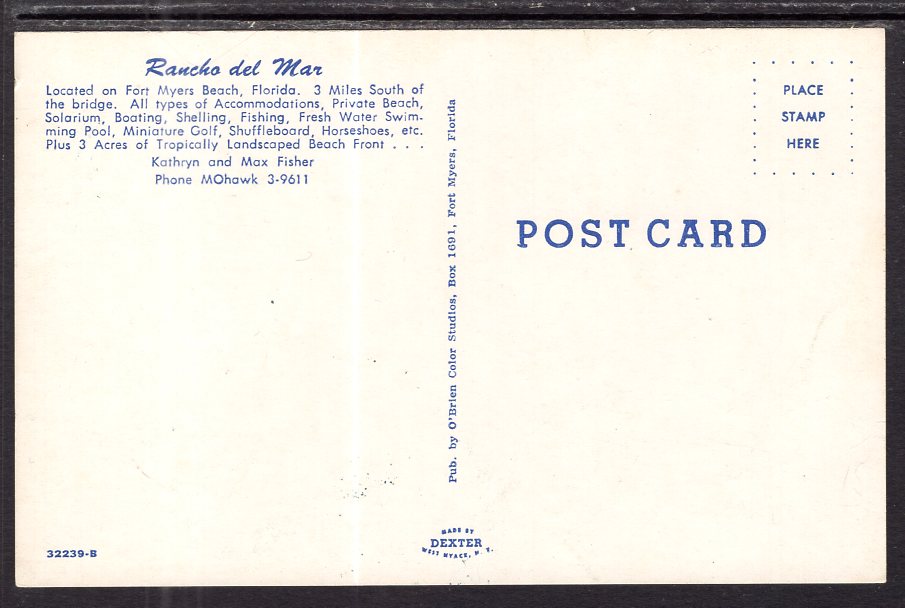 Rancho del Mar
Located on Fort Myers Beach, Florida. 3 Miles South of
the bridge. All types of Accommodations, Private Beach,
Solarium, Boating, Shelling, Fishing, Fresh Water Swim-
ming Pool, Miniature Golf, Shuffleboard, Horseshoes, etc.
Plus 3 Acres of Tropically Landscaped Beach Front . . .
Kathryn and Max Fisher
Phone MOhawk 3-9611
32239-B
Pub. by O'Brien Color Studios, Box 1691, Fort Myers, Florida
MADE BY
DEXTER
WEST NYACK, N. Y.
PLACE
STAMP
HERE
POST CARD